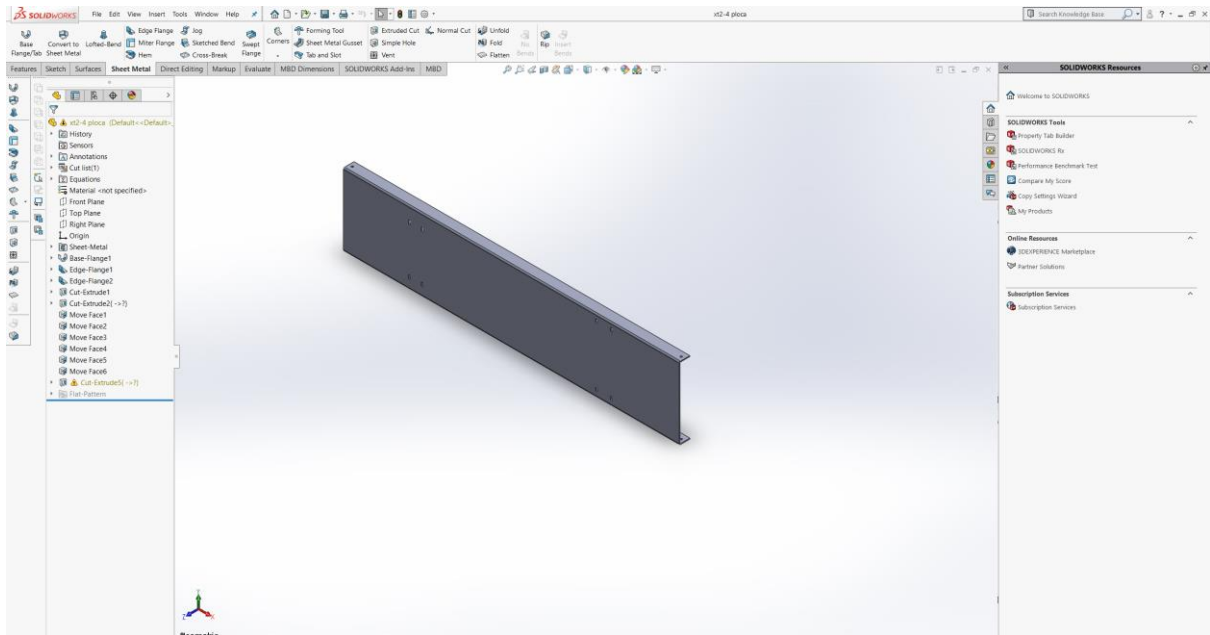 SOLIDWORKS File Edit View Insert Tools Window Help xt2-4 ploca Search Knowledge Base
Base Flange/Tab
Convert to Sheet Metal
Lofted-Bend
Edge Flange
Miter Flange
Hem
Jog
Sketched Bend
Cross-Break
Swept Flange
Corners
Forming Tool
Sheet Metal Gusset
Tab and Slot
Extruded Cut
Simple Hole
Vent
Normal Cut
Unfold
Fold
Flatten
No Bends
Rip
Insert Bends
Features Sketch Surfaces Sheet Metal Direct Editing Markup Evaluate MBD Dimensions SOLIDWORKS Add-Ins MBD
xt2-4 ploca (Default<<Default>_
History
Sensors
Annotations
Cut list(1)
Equations
Material <not specified>
Front Plane
Top Plane
Right Plane
Origin
Sheet-Metal
Base-Flange1
Edge-Flange1
Edge-Flange2
Cut-Extrude1
Cut-Extrude2{ ->?}
Move Face1
Move Face2
Move Face3
Move Face4
Move Face5
Move Face6
Cut-Extrude5{ ->?}
Flat-Pattern
SOLIDWORKS Resources
Welcome to SOLIDWORKS
SOLIDWORKS Tools
Property Tab Builder
SOLIDWORKS Rx
Performance Benchmark Test
Compare My Score
Copy Settings Wizard
My Products
Online Resources
3DEXPERIENCE Marketplace
Partner Solutions
Subscription Services
Subscription Services